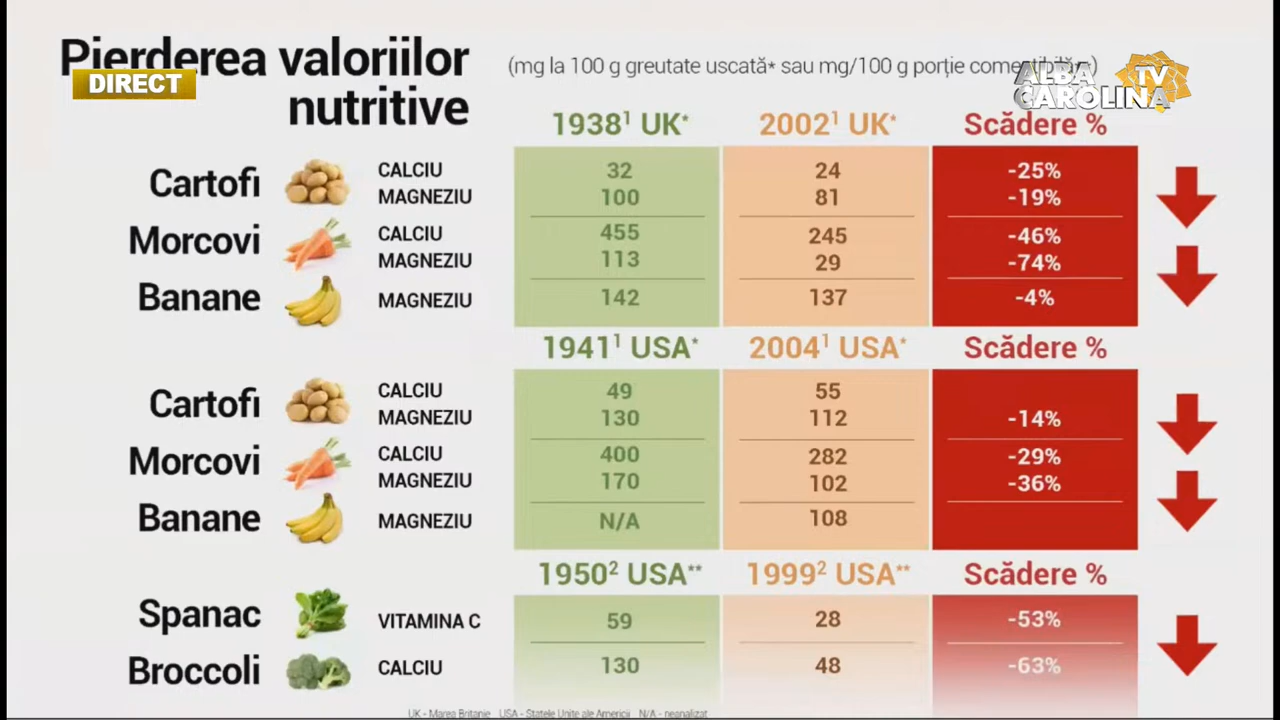 Pierderea valoriilor
nutritive
DIRECT
(mg la 100 g greutate uscată* sau mg/100 g porție
ALBA CAROLINA TV
1938¹ UK* 2002¹ UK* Scădere %
Cartofi CALCIU 32 24 -25%
MAGNEZIU 100 81 -19%
Morcovi CALCIU 455 245 -46%
MAGNEZIU 113 29 -74%
Banane MAGNEZIU 142 137 -4%
1941¹ USA* 2004¹ USA* Scădere %
Cartofi CALCIU 49 55
MAGNEZIU 130 112 -14%
Morcovi CALCIU 400 282 -29%
MAGNEZIU 170 102 -36%
Banane MAGNEZIU N/A 108
1950² USA** 1999² USA** Scădere %
Spanac VITAMINA C 59 28 -53%
Broccoli CALCIU 130 48 -63%
UK - Marea Britanie USA - Statele Unite ale Americii N/A - neanalizat